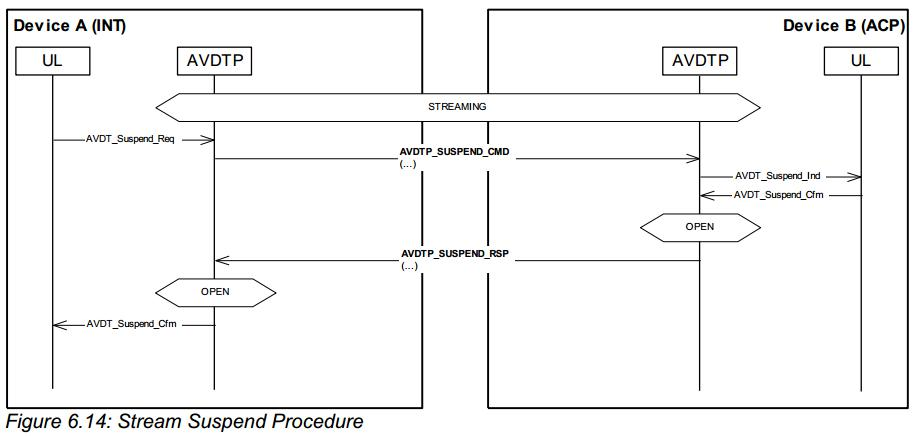 Device A (INT)
Device B (ACP)
UL
AVDTP
AVDTP
UL
STREAMING
AVDT_Suspend_Req
AVDTP_SUSPEND_CMD
(...)
AVDT_Suspend_Ind
AVDT_Suspend_Cfm
OPEN
AVDTP_SUSPEND_RSP
(...)
OPEN
AVDT_Suspend_Cfm
Figure 6.14: Stream Suspend Procedure